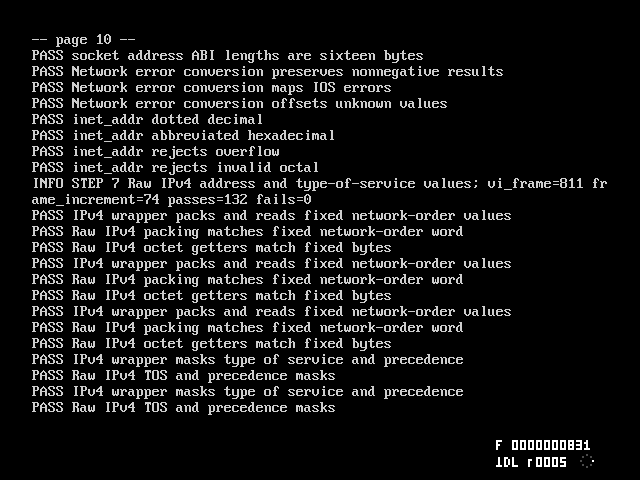 -- page 10 --
PASS socket address ABI lengths are sixteen bytes
PASS Network error conversion preserves nonnegative results
PASS Network error conversion maps IOS errors
PASS Network error conversion offsets unknown values
PASS inet_addr dotted decimal
PASS inet_addr abbreviated hexadecimal
PASS inet_addr rejects overflow
PASS inet_addr rejects invalid octal
INFO STEP 7 Raw IPv4 address and type-of-service values; vi_frame=811 fr
ame_increment=74 passes=132 fails=0
PASS IPv4 wrapper packs and reads fixed network-order values
PASS Raw IPv4 packing matches fixed network-order word
PASS Raw IPv4 octet getters match fixed bytes
PASS IPv4 wrapper packs and reads fixed network-order values
PASS Raw IPv4 packing matches fixed network-order word
PASS Raw IPv4 octet getters match fixed bytes
PASS IPv4 wrapper packs and reads fixed network-order values
PASS Raw IPv4 packing matches fixed network-order word
PASS Raw IPv4 octet getters match fixed bytes
PASS IPv4 wrapper masks type of service and precedence
PASS Raw IPv4 TOS and precedence masks
PASS IPv4 wrapper masks type of service and precedence
PASS Raw IPv4 TOS and precedence masks
F 0000000831
IDL r0005